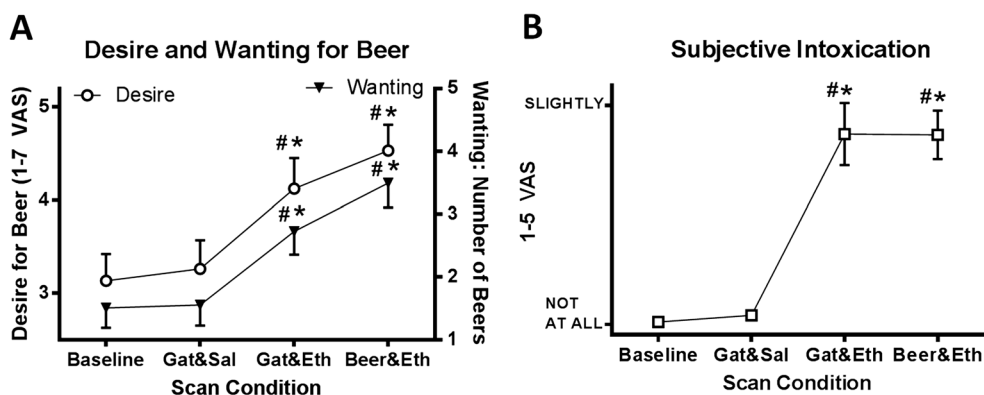 A
Desire and Wanting for Beer
Desire
Wanting
Desire for Beer (1-7 VAS)
5
4
3
Wanting: Number of Beers
5
4
3
2
1
#*
#*
#*
#*
Baseline Gat&Sal Gat&Eth Beer&Eth
Scan Condition
B
Subjective Intoxication
1-5 VAS
SLIGHTLY
NOT
AT ALL
#*
#*
Baseline Gat&Sal Gat&Eth Beer&Eth
Scan Condition